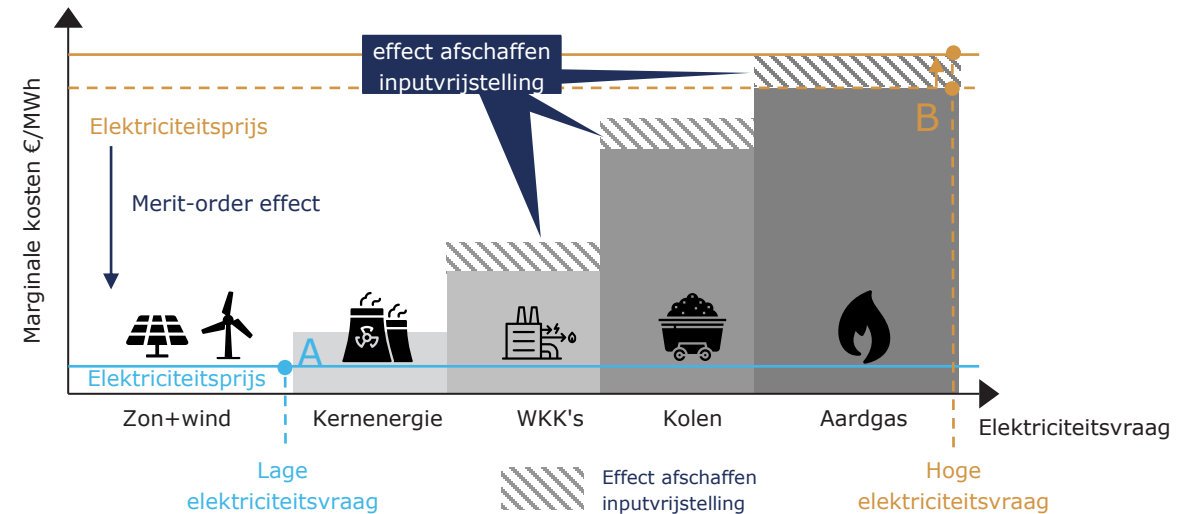 Marginale kosten €/MWh
effect afschaffen
inputvrijstelling
Elektriciteitsprijs
Merit-order effect
B
A
Elektriciteitsprijs
Zon+wind
Kernenergie
WKK's
Kolen
Aardgas
Elektriciteitsvraag
Lage
elektriciteitsvraag
Effect afschaffen
inputvrijstelling
Hoge
elektriciteitsvraag